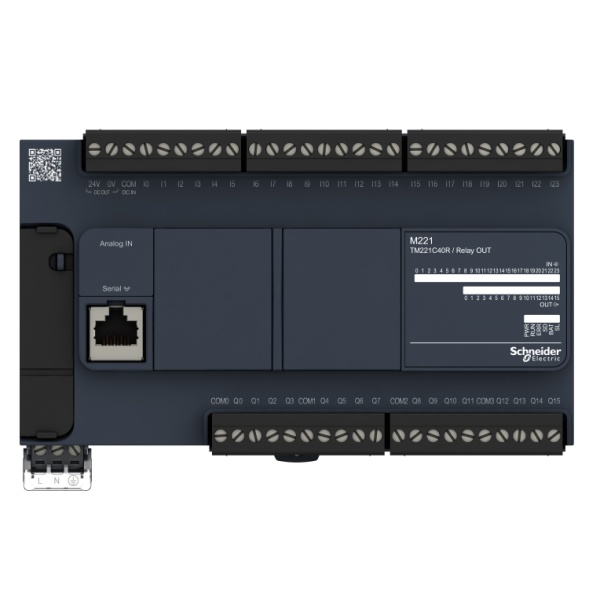 24V 0V COM I0 I1 I2 I3 I4 I5 I6 I7 I8 I9 I10 I11 I12 I13 I14 I15 I16 I17 I18 I19 I20 I21 I22 I23
DC OUT DC IN
Analog IN
Serial
M221
TM221C40R / Relay OUT
IN
0 1 2 3 4 5 6 7 8 9 10 11 12 13 14 15 16 17 18 19 20 21 22 23
0 1 2 3 4 5 6 7 8 9 10 11 12 13 14 15
OUT
PWR
RUN
ERR
SD
BAT
SL
Schneider
Electric
COM0 Q0 Q1 Q2 Q3 COM1 Q4 Q5 Q6 Q7 COM2 Q8 Q9 Q10 Q11 COM3 Q12 Q13 Q14 Q15
L N